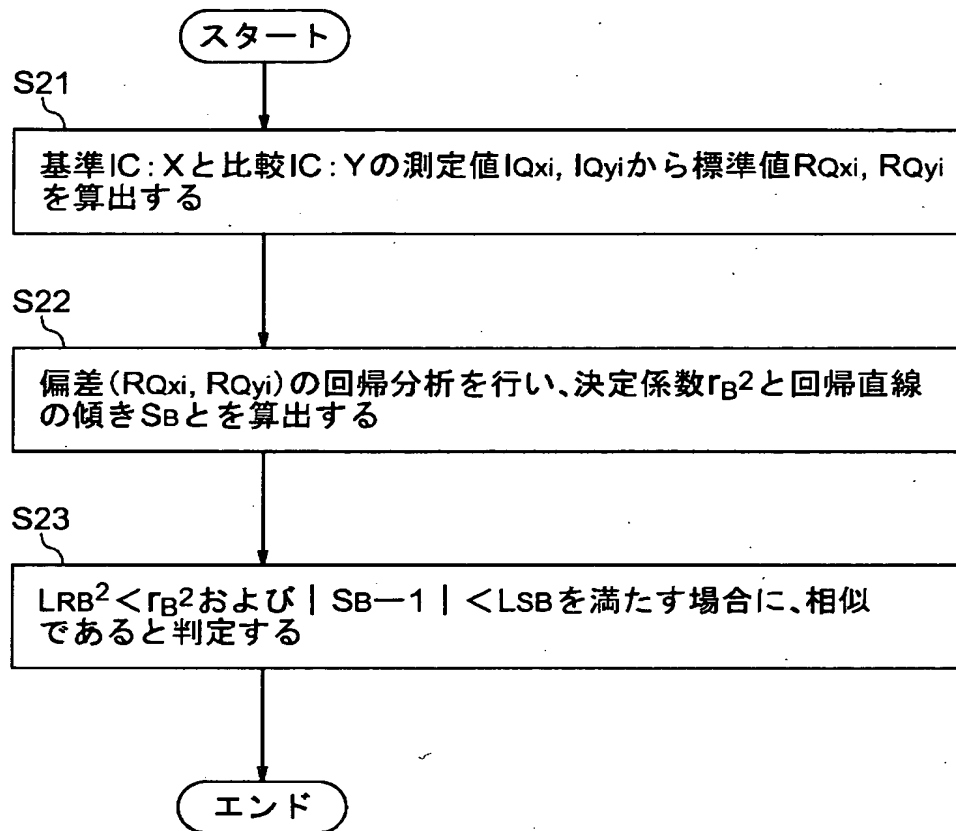 スタート
S21
基準IC:Xと比較IC:Yの測定値IQxi, IQyiから標準値RQxi, RQyi
を算出する
S22
偏差(RQxi, RQyi)の回帰分析を行い、決定係数rB²と回帰直線
の傾きSBとを算出する
S23
LRB²<rB²および|SB－1|<LSBを満たす場合に、相似
であると判定する
エンド